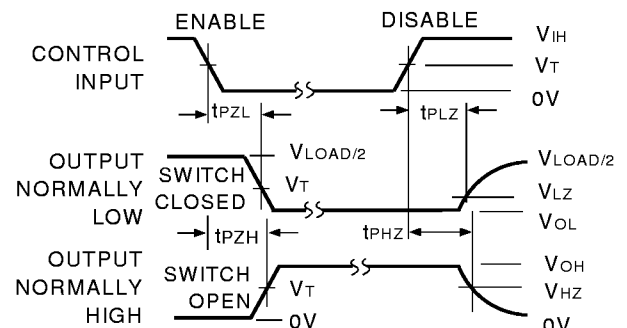 ENABLE
DISABLE
CONTROL
INPUT
VIH
VT
0V
tPZL
tPLZ
OUTPUT
NORMALLY
LOW
SWITCH
CLOSED
VLOAD/2
VT
VLOAD/2
VLZ
VOL
tPZH
tPHZ
OUTPUT
NORMALLY
HIGH
SWITCH
OPEN
VT
0V
VOH
VHZ
0V